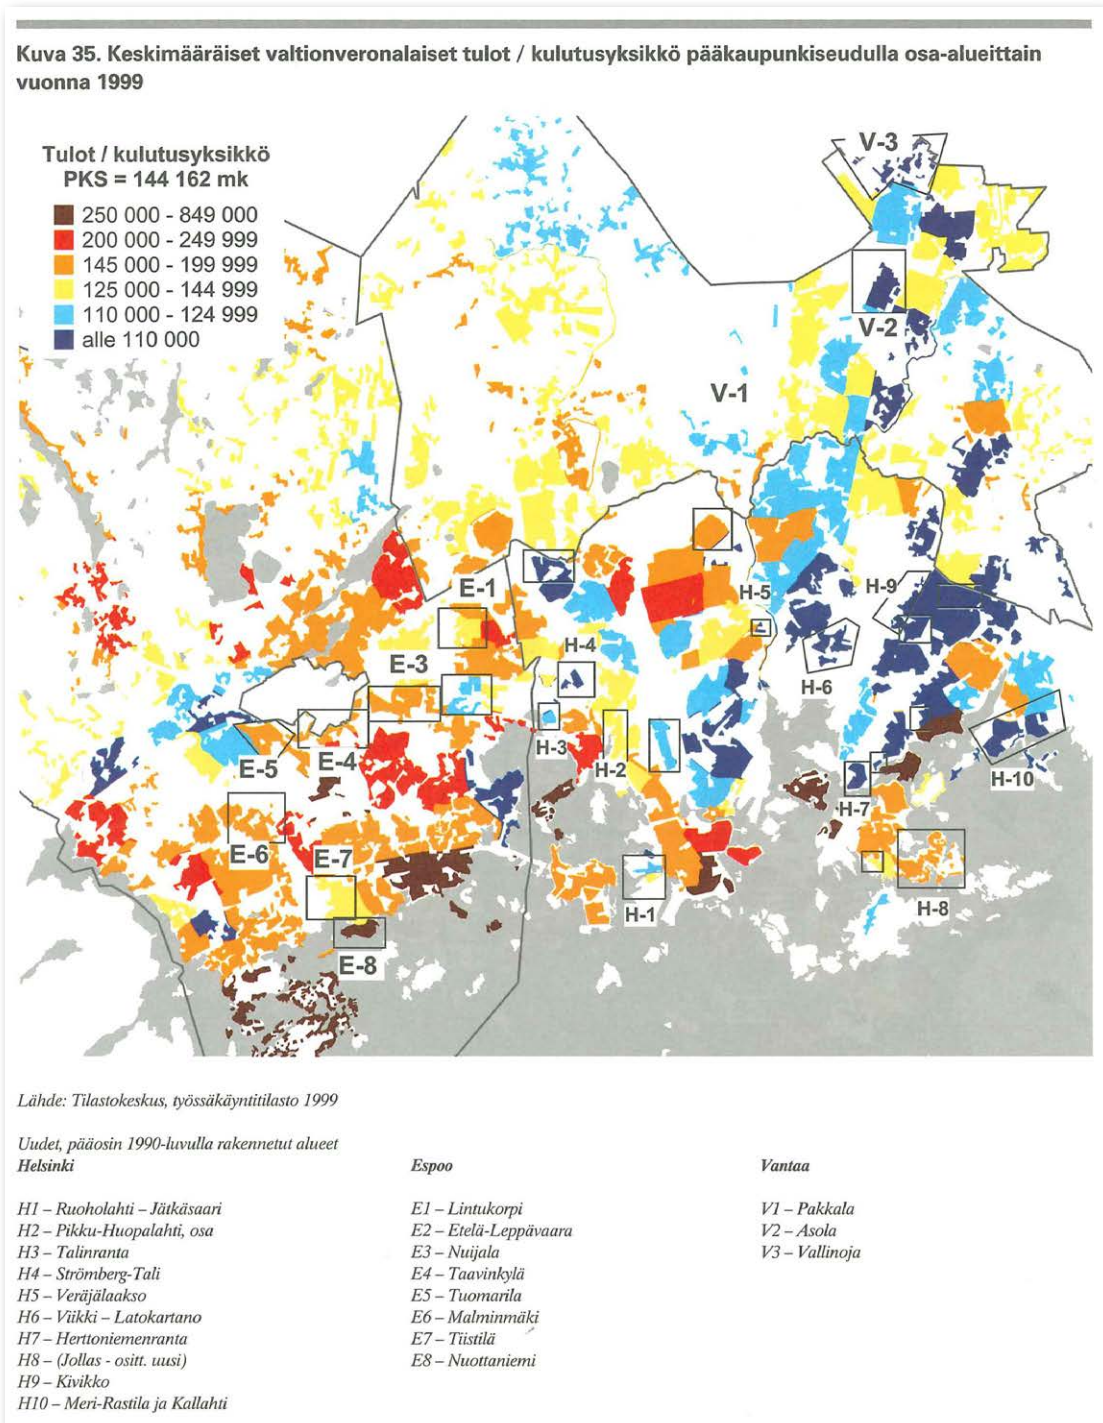 Kuva 35. Keskimääräiset valtionveronalaiset tulot / kulutusyksikkö pääkaupunkiseudulla osa-alueittain
vuonna 1999
Tulot / kulutusyksikkö
PKS = 144 162 mk
250 000 - 849 000
200 000 - 249 999
145 000 - 199 999
125 000 - 144 999
110 000 - 124 999
alle 110 000
V-3
V-2
V-1
E-1
H-5
H-9
H-4
E-3
H-6
H-3
E-5
E-4
H-2
H-10
H-7
E-6
E-7
H-1
H-8
E-8
Lähde: Tilastokeskus, työssäkäyntitilasto 1999
Uudet, pääosin 1990-luvulla rakennetut alueet
Helsinki
H1 – Ruoholahti – Jätkäsaari
H2 – Pikku-Huopalahti, osa
H3 – Talinranta
H4 – Strömberg-Tali
H5 – Veräjälaakso
H6 – Viikki – Latokartano
H7 – Herttoniemenranta
H8 – (Jollas - ositt. uusi)
H9 – Kivikko
H10 – Meri-Rastila ja Kallahti
Espoo
E1 – Lintukorpi
E2 – Etelä-Leppävaara
E3 – Nuijala
E4 – Taavinkylä
E5 – Tuomarila
E6 – Malminmäki
E7 – Tiistilä
E8 – Nuottaniemi
Vantaa
V1 – Pakkala
V2 – Asola
V3 – Vallinoja